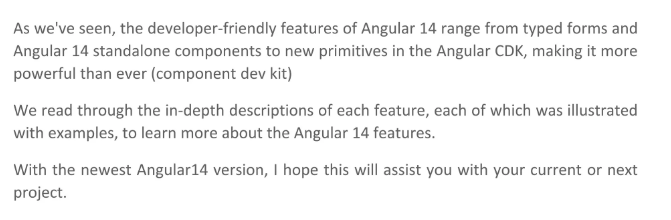 As we've seen, the developer-friendly features of Angular 14 range from typed forms and
Angular 14 standalone components to new primitives in the Angular CDK, making it more
powerful than ever (component dev kit)
We read through the in-depth descriptions of each feature, each of which was illustrated
with examples, to learn more about the Angular 14 features.
With the newest Angular14 version, I hope this will assist you with your current or next
project.